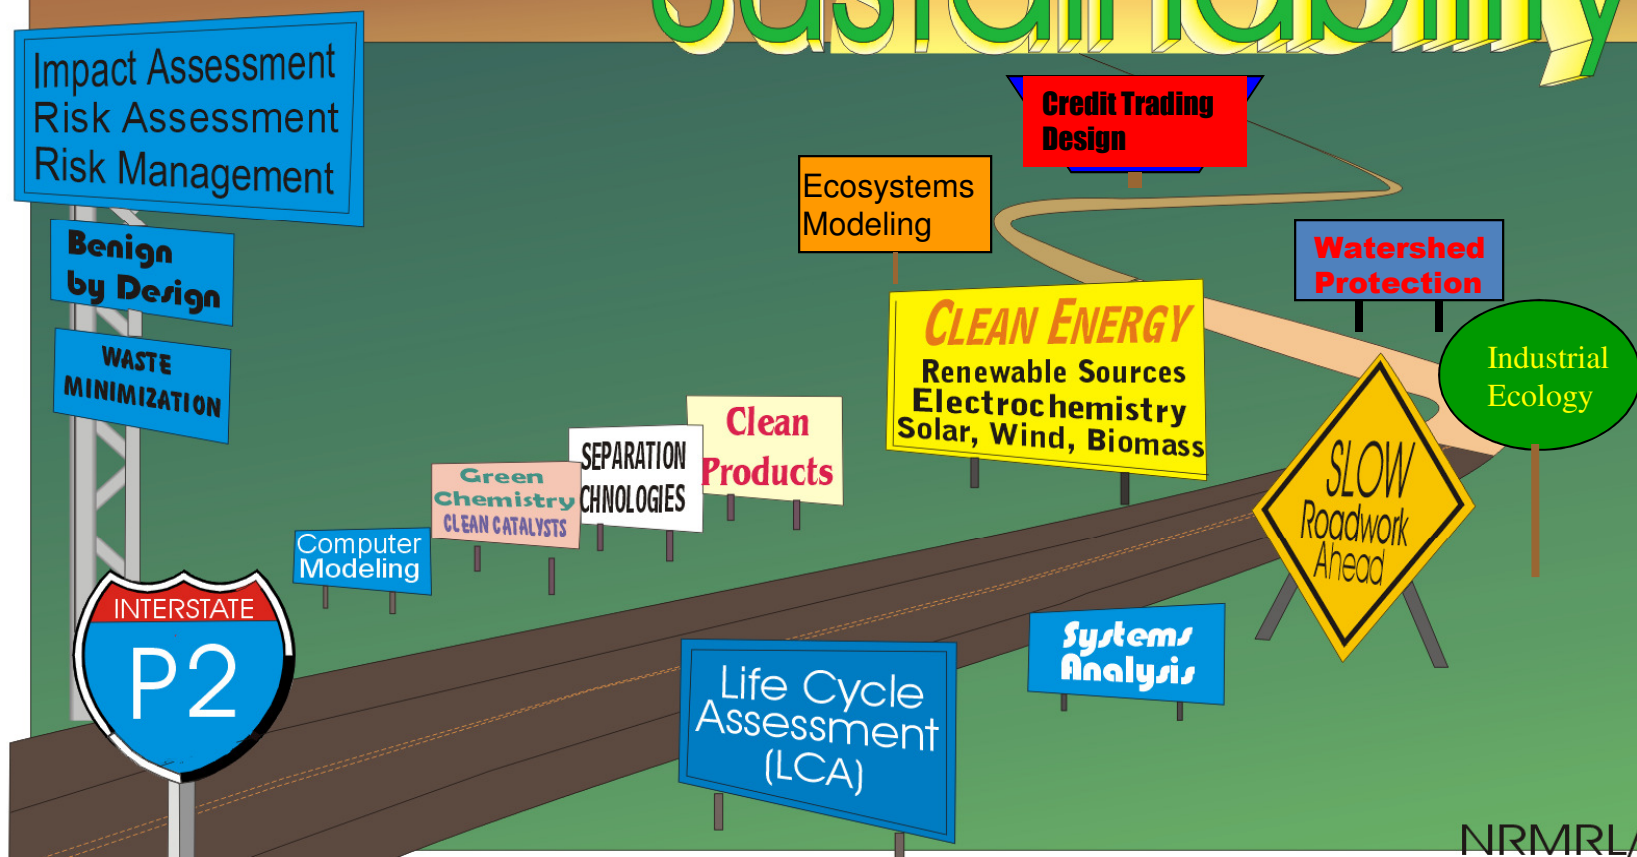 Sustainability
Impact Assessment
Risk Assessment
Risk Management
Benign
by Design
WASTE
MINIMIZATION
Credit Trading
Design
Ecosystems
Modeling
Watershed
Protection
CLEAN ENERGY
Renewable Sources
Electrochemistry
Solar, Wind, Biomass
Industrial
Ecology
Clean
Products
SEPARATION
CHNOLOGIES
Green
Chemistry
CLEAN CATALYSTS
Computer
Modeling
SLOW
Roadwork
Ahead
INTERSTATE
P2
Systems
Analysis
Life Cycle
Assessment
(LCA)
NRMRL/